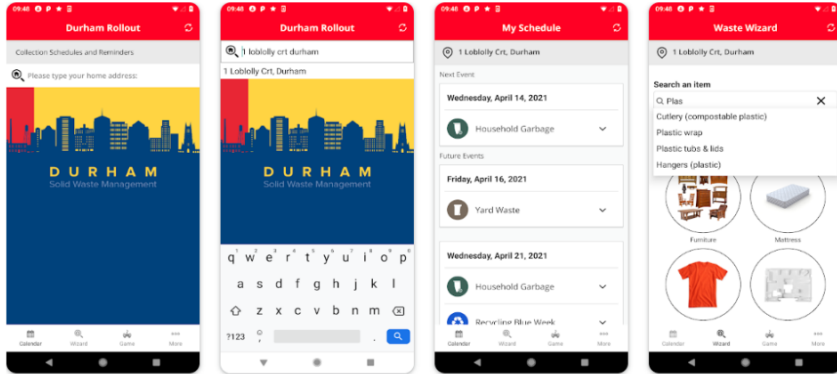 09:48
Durham Rollout
Collection Schedules and Reminders
Please type your home address:
DURHAM
Solid Waste Management
Calendar
Wizard
Game
More
09:48
Durham Rollout
1 loblolly crt durham
1 Loblolly Crt, Durham
DURHAM
Solid Waste Management
q w e r t y u i o p
a s d f g h j k l
z x c v b n m
?123
.
09:48
My Schedule
1 Loblolly Crt, Durham
Next Event
Wednesday, April 14, 2021
Household Garbage
Future Events
Friday, April 16, 2021
Yard Waste
Wednesday, April 21, 2021
Household Garbage
Recycling Blue Week
Calendar
Wizard
Game
More
09:48
Waste Wizard
1 Loblolly Crt, Durham
Search an item
Plas
Cutlery (compostable plastic)
Plastic wrap
Plastic tubs & lids
Hangers (plastic)
Furniture
Mattress
Calendar
Wizard
Game
More